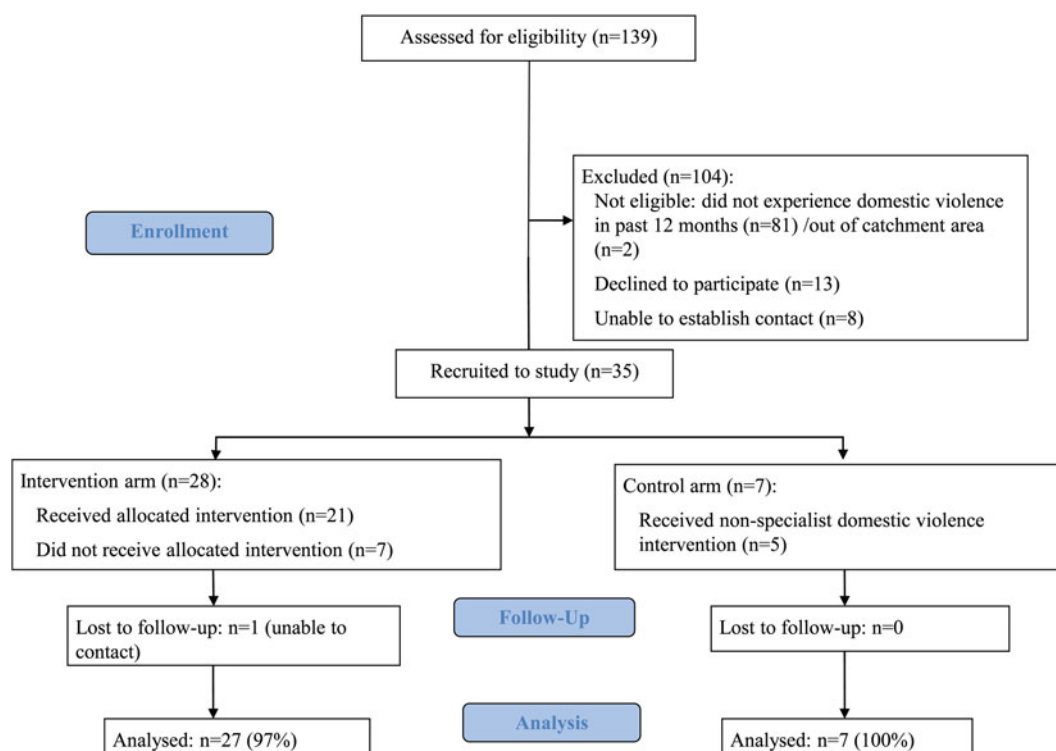 Assessed for eligibility (n=139)
Excluded (n=104):
Not eligible: did not experience domestic violence
in past 12 months (n=81) /out of catchment area
(n=2)
Declined to participate (n=13)
Unable to establish contact (n=8)
Enrollment
Recruited to study (n=35)
Intervention arm (n=28):
Received allocated intervention (n=21)
Did not receive allocated intervention (n=7)
Control arm (n=7):
Received non-specialist domestic violence
intervention (n=5)
Follow-Up
Lost to follow-up: n=1 (unable to
contact)
Lost to follow-up: n=0
Analysis
Analysed: n=27 (97%)
Analysed: n=7 (100%)